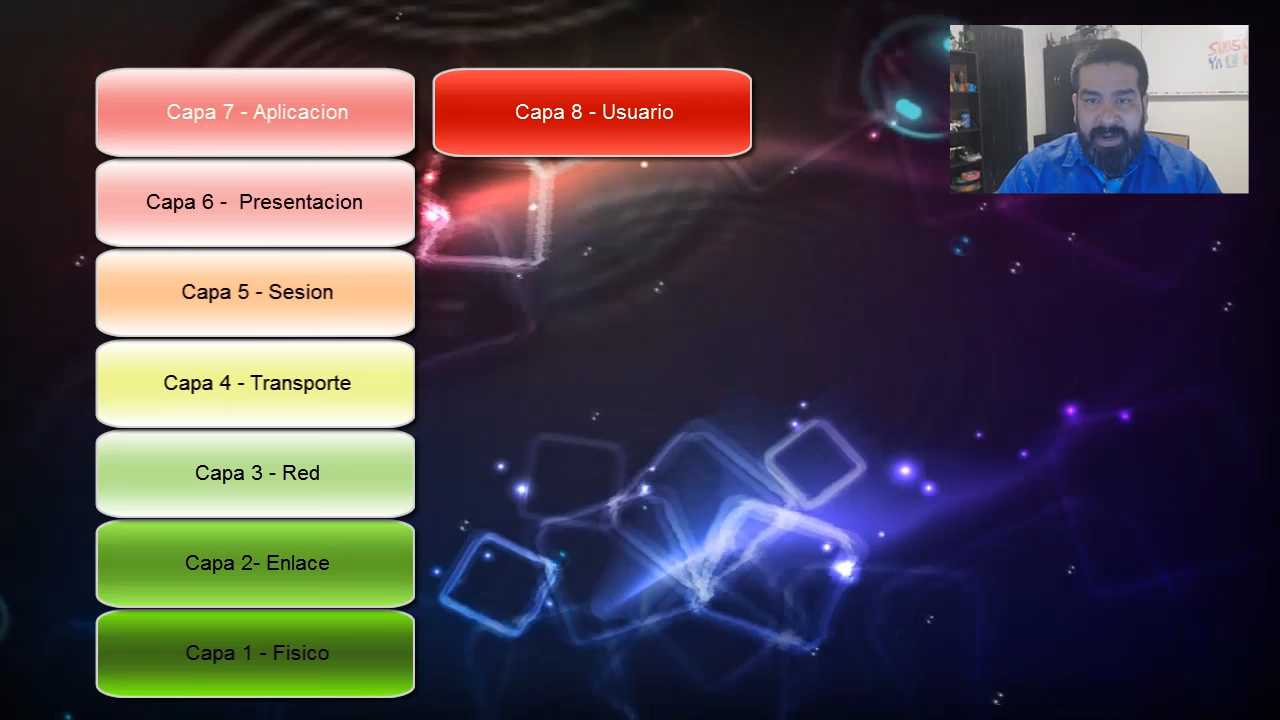 Capa 7 - Aplicacion
Capa 8 - Usuario
Capa 6 -  Presentacion
Capa 5 - Sesion
Capa 4 - Transporte
Capa 3 - Red
Capa 2- Enlace
Capa 1 - Fisico
YA